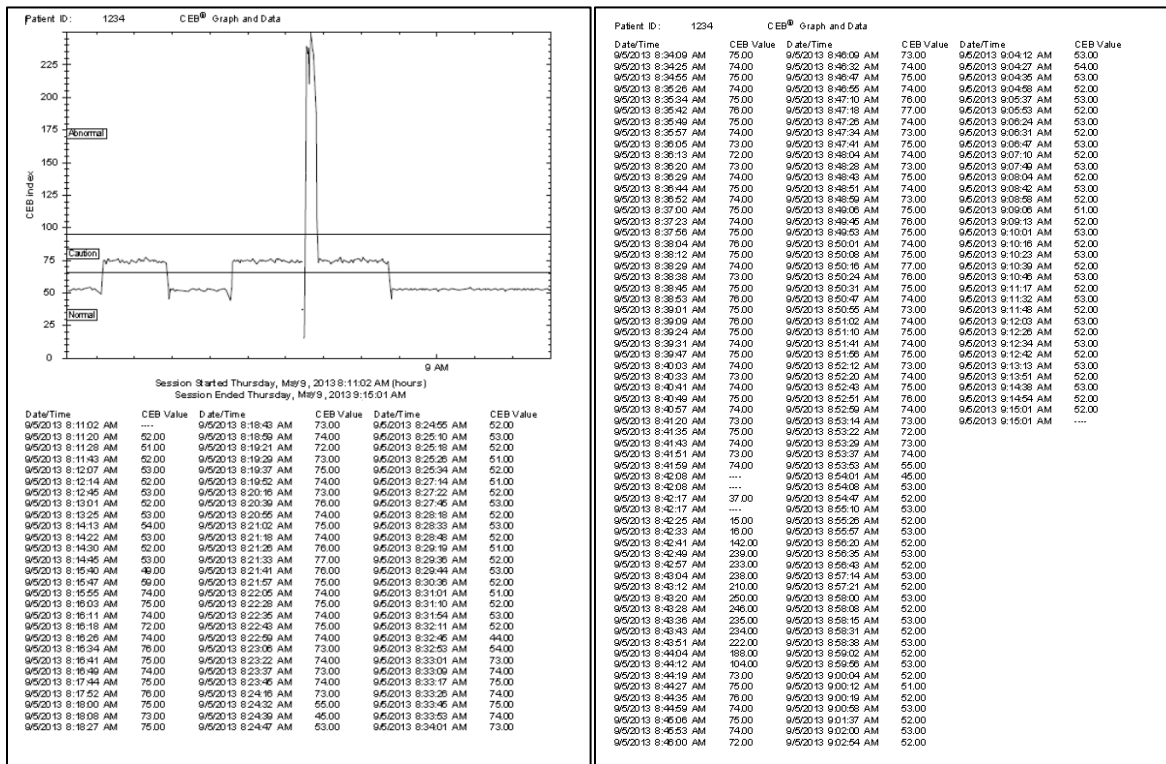 Patient ID: 1234 CEB® Graph and Data
225
200
175
150
125
100
75
50
25
0
CEB index
Abnormal
Caution
Normal
9 AM
Session Started Thursday, May 9, 2013 8:11:02 AM (hours)
Session Ended Thursday, May 9, 2013 9:15:01 AM
Date/Time CEB Value Date/Time CEB Value Date/Time CEB Value
9/5/2013 8:11:02 AM ---- 9/5/2013 8:18:43 AM 73.00 9/5/2013 8:24:55 AM 52.00
9/5/2013 8:11:20 AM 52.00 9/5/2013 8:18:59 AM 74.00 9/5/2013 8:25:10 AM 53.00
9/5/2013 8:11:28 AM 51.00 9/5/2013 8:19:21 AM 72.00 9/5/2013 8:25:18 AM 52.00
9/5/2013 8:11:43 AM 52.00 9/5/2013 8:19:29 AM 73.00 9/5/2013 8:25:26 AM 51.00
9/5/2013 8:12:07 AM 53.00 9/5/2013 8:19:37 AM 75.00 9/5/2013 8:25:34 AM 52.00
9/5/2013 8:12:14 AM 52.00 9/5/2013 8:19:52 AM 74.00 9/5/2013 8:27:14 AM 51.00
9/5/2013 8:12:45 AM 53.00 9/5/2013 8:20:16 AM 73.00 9/5/2013 8:27:22 AM 52.00
9/5/2013 8:13:01 AM 52.00 9/5/2013 8:20:39 AM 76.00 9/5/2013 8:27:45 AM 53.00
9/5/2013 8:13:25 AM 53.00 9/5/2013 8:20:55 AM 74.00 9/5/2013 8:28:18 AM 52.00
9/5/2013 8:14:13 AM 54.00 9/5/2013 8:21:02 AM 75.00 9/5/2013 8:28:33 AM 53.00
9/5/2013 8:14:22 AM 53.00 9/5/2013 8:21:18 AM 74.00 9/5/2013 8:28:48 AM 52.00
9/5/2013 8:14:30 AM 52.00 9/5/2013 8:21:26 AM 76.00 9/5/2013 8:29:19 AM 51.00
9/5/2013 8:14:45 AM 53.00 9/5/2013 8:21:33 AM 77.00 9/5/2013 8:29:36 AM 52.00
9/5/2013 8:15:40 AM 49.00 9/5/2013 8:21:41 AM 76.00 9/5/2013 8:29:44 AM 53.00
9/5/2013 8:15:47 AM 59.00 9/5/2013 8:21:57 AM 75.00 9/5/2013 8:30:36 AM 52.00
9/5/2013 8:15:55 AM 74.00 9/5/2013 8:22:05 AM 74.00 9/5/2013 8:31:01 AM 51.00
9/5/2013 8:16:03 AM 75.00 9/5/2013 8:22:28 AM 75.00 9/5/2013 8:31:10 AM 52.00
9/5/2013 8:16:11 AM 74.00 9/5/2013 8:22:35 AM 74.00 9/5/2013 8:31:54 AM 53.00
9/5/2013 8:16:18 AM 72.00 9/5/2013 8:22:43 AM 75.00 9/5/2013 8:32:11 AM 52.00
9/5/2013 8:16:26 AM 74.00 9/5/2013 8:22:59 AM 74.00 9/5/2013 8:32:45 AM 44.00
9/5/2013 8:16:34 AM 76.00 9/5/2013 8:23:06 AM 73.00 9/5/2013 8:32:53 AM 54.00
9/5/2013 8:16:41 AM 75.00 9/5/2013 8:23:22 AM 74.00 9/5/2013 8:33:01 AM 73.00
9/5/2013 8:16:49 AM 74.00 9/5/2013 8:23:37 AM 74.00 9/5/2013 8:33:09 AM 74.00
9/5/2013 8:17:44 AM 75.00 9/5/2013 8:23:45 AM 74.00 9/5/2013 8:33:17 AM 75.00
9/5/2013 8:17:52 AM 76.00 9/5/2013 8:24:16 AM 73.00 9/5/2013 8:33:26 AM 74.00
9/5/2013 8:18:00 AM 75.00 9/5/2013 8:24:32 AM 55.00 9/5/2013 8:33:45 AM 75.00
9/5/2013 8:18:08 AM 73.00 9/5/2013 8:24:39 AM 45.00 9/5/2013 8:33:53 AM 74.00
9/5/2013 8:18:27 AM 75.00 9/5/2013 8:24:47 AM 53.00 9/5/2013 8:34:01 AM 73.00
Patient ID: 1234 CEB® Graph and Data
Date/Time CEB Value Date/Time CEB Value Date/Time CEB Value
9/5/2013 8:34:09 AM 75.00 9/5/2013 8:46:09 AM 73.00 9/5/2013 9:04:12 AM 53.00
9/5/2013 8:34:25 AM 74.00 9/5/2013 8:46:32 AM 74.00 9/5/2013 9:04:27 AM 54.00
9/5/2013 8:34:55 AM 75.00 9/5/2013 8:46:47 AM 75.00 9/5/2013 9:04:35 AM 53.00
9/5/2013 8:35:26 AM 74.00 9/5/2013 8:46:55 AM 74.00 9/5/2013 9:04:58 AM 52.00
9/5/2013 8:35:34 AM 75.00 9/5/2013 8:47:10 AM 76.00 9/5/2013 9:05:37 AM 53.00
9/5/2013 8:35:42 AM 76.00 9/5/2013 8:47:18 AM 77.00 9/5/2013 9:05:53 AM 52.00
9/5/2013 8:35:49 AM 75.00 9/5/2013 8:47:26 AM 74.00 9/5/2013 9:06:24 AM 53.00
9/5/2013 8:35:57 AM 74.00 9/5/2013 8:47:34 AM 73.00 9/5/2013 9:06:31 AM 52.00
9/5/2013 8:36:05 AM 73.00 9/5/2013 8:47:41 AM 75.00 9/5/2013 9:06:47 AM 53.00
9/5/2013 8:36:13 AM 72.00 9/5/2013 8:48:04 AM 74.00 9/5/2013 9:07:10 AM 52.00
9/5/2013 8:36:20 AM 73.00 9/5/2013 8:48:28 AM 73.00 9/5/2013 9:07:49 AM 53.00
9/5/2013 8:36:29 AM 74.00 9/5/2013 8:48:43 AM 75.00 9/5/2013 9:08:04 AM 52.00
9/5/2013 8:36:44 AM 75.00 9/5/2013 8:48:51 AM 74.00 9/5/2013 9:08:42 AM 53.00
9/5/2013 8:36:52 AM 74.00 9/5/2013 8:48:59 AM 73.00 9/5/2013 9:08:58 AM 52.00
9/5/2013 8:37:00 AM 75.00 9/5/2013 8:49:06 AM 75.00 9/5/2013 9:09:06 AM 51.00
9/5/2013 8:37:23 AM 74.00 9/5/2013 8:49:45 AM 76.00 9/5/2013 9:09:13 AM 52.00
9/5/2013 8:37:56 AM 75.00 9/5/2013 8:49:53 AM 75.00 9/5/2013 9:10:01 AM 53.00
9/5/2013 8:38:04 AM 76.00 9/5/2013 8:50:01 AM 74.00 9/5/2013 9:10:16 AM 52.00
9/5/2013 8:38:12 AM 75.00 9/5/2013 8:50:08 AM 75.00 9/5/2013 9:10:23 AM 53.00
9/5/2013 8:38:29 AM 74.00 9/5/2013 8:50:16 AM 77.00 9/5/2013 9:10:39 AM 52.00
9/5/2013 8:38:38 AM 73.00 9/5/2013 8:50:24 AM 76.00 9/5/2013 9:10:46 AM 53.00
9/5/2013 8:38:45 AM 75.00 9/5/2013 8:50:31 AM 75.00 9/5/2013 9:11:17 AM 52.00
9/5/2013 8:38:53 AM 76.00 9/5/2013 8:50:47 AM 74.00 9/5/2013 9:11:32 AM 53.00
9/5/2013 8:39:01 AM 75.00 9/5/2013 8:50:55 AM 73.00 9/5/2013 9:11:48 AM 52.00
9/5/2013 8:39:09 AM 76.00 9/5/2013 8:51:02 AM 74.00 9/5/2013 9:12:03 AM 53.00
9/5/2013 8:39:24 AM 75.00 9/5/2013 8:51:10 AM 75.00 9/5/2013 9:12:26 AM 52.00
9/5/2013 8:39:31 AM 74.00 9/5/2013 8:51:41 AM 74.00 9/5/2013 9:12:34 AM 53.00
9/5/2013 8:39:47 AM 75.00 9/5/2013 8:51:56 AM 75.00 9/5/2013 9:12:42 AM 52.00
9/5/2013 8:40:03 AM 74.00 9/5/2013 8:52:12 AM 73.00 9/5/2013 9:13:13 AM 53.00
9/5/2013 8:40:33 AM 73.00 9/5/2013 8:52:20 AM 74.00 9/5/2013 9:13:51 AM 52.00
9/5/2013 8:40:41 AM 74.00 9/5/2013 8:52:43 AM 75.00 9/5/2013 9:14:38 AM 53.00
9/5/2013 8:40:49 AM 75.00 9/5/2013 8:52:51 AM 76.00 9/5/2013 9:14:54 AM 52.00
9/5/2013 8:40:57 AM 74.00 9/5/2013 8:52:59 AM 74.00 9/5/2013 9:15:01 AM 52.00
9/5/2013 8:41:20 AM 73.00 9/5/2013 8:53:14 AM 73.00 9/5/2013 9:15:01 AM ----
9/5/2013 8:41:35 AM 75.00 9/5/2013 8:53:22 AM 72.00
9/5/2013 8:41:43 AM 74.00 9/5/2013 8:53:29 AM 73.00
9/5/2013 8:41:51 AM 73.00 9/5/2013 8:53:37 AM 74.00
9/5/2013 8:41:59 AM 74.00 9/5/2013 8:53:53 AM 55.00
9/5/2013 8:42:08 AM ---- 9/5/2013 8:54:01 AM 45.00
9/5/2013 8:42:08 AM ---- 9/5/2013 8:54:08 AM 53.00
9/5/2013 8:42:17 AM 37.00 9/5/2013 8:54:47 AM 52.00
9/5/2013 8:42:17 AM ---- 9/5/2013 8:55:10 AM 53.00
9/5/2013 8:42:25 AM 15.00 9/5/2013 8:55:26 AM 52.00
9/5/2013 8:42:33 AM 16.00 9/5/2013 8:55:57 AM 53.00
9/5/2013 8:42:41 AM 142.00 9/5/2013 8:56:20 AM 52.00
9/5/2013 8:42:49 AM 239.00 9/5/2013 8:56:35 AM 53.00
9/5/2013 8:42:57 AM 233.00 9/5/2013 8:56:43 AM 52.00
9/5/2013 8:43:04 AM 238.00 9/5/2013 8:57:14 AM 53.00
9/5/2013 8:43:12 AM 210.00 9/5/2013 8:57:21 AM 52.00
9/5/2013 8:43:20 AM 250.00 9/5/2013 8:58:00 AM 53.00
9/5/2013 8:43:28 AM 246.00 9/5/2013 8:58:08 AM 52.00
9/5/2013 8:43:36 AM 235.00 9/5/2013 8:58:15 AM 53.00
9/5/2013 8:43:43 AM 234.00 9/5/2013 8:58:31 AM 52.00
9/5/2013 8:43:51 AM 222.00 9/5/2013 8:58:38 AM 53.00
9/5/2013 8:44:04 AM 188.00 9/5/2013 8:59:02 AM 52.00
9/5/2013 8:44:12 AM 104.00 9/5/2013 8:59:56 AM 53.00
9/5/2013 8:44:19 AM 73.00 9/5/2013 9:00:04 AM 52.00
9/5/2013 8:44:27 AM 75.00 9/5/2013 9:00:12 AM 51.00
9/5/2013 8:44:35 AM 76.00 9/5/2013 9:00:19 AM 52.00
9/5/2013 8:44:59 AM 74.00 9/5/2013 9:00:58 AM 53.00
9/5/2013 8:45:06 AM 75.00 9/5/2013 9:01:37 AM 52.00
9/5/2013 8:45:53 AM 74.00 9/5/2013 9:02:00 AM 53.00
9/5/2013 8:46:00 AM 72.00 9/5/2013 9:02:54 AM 52.00